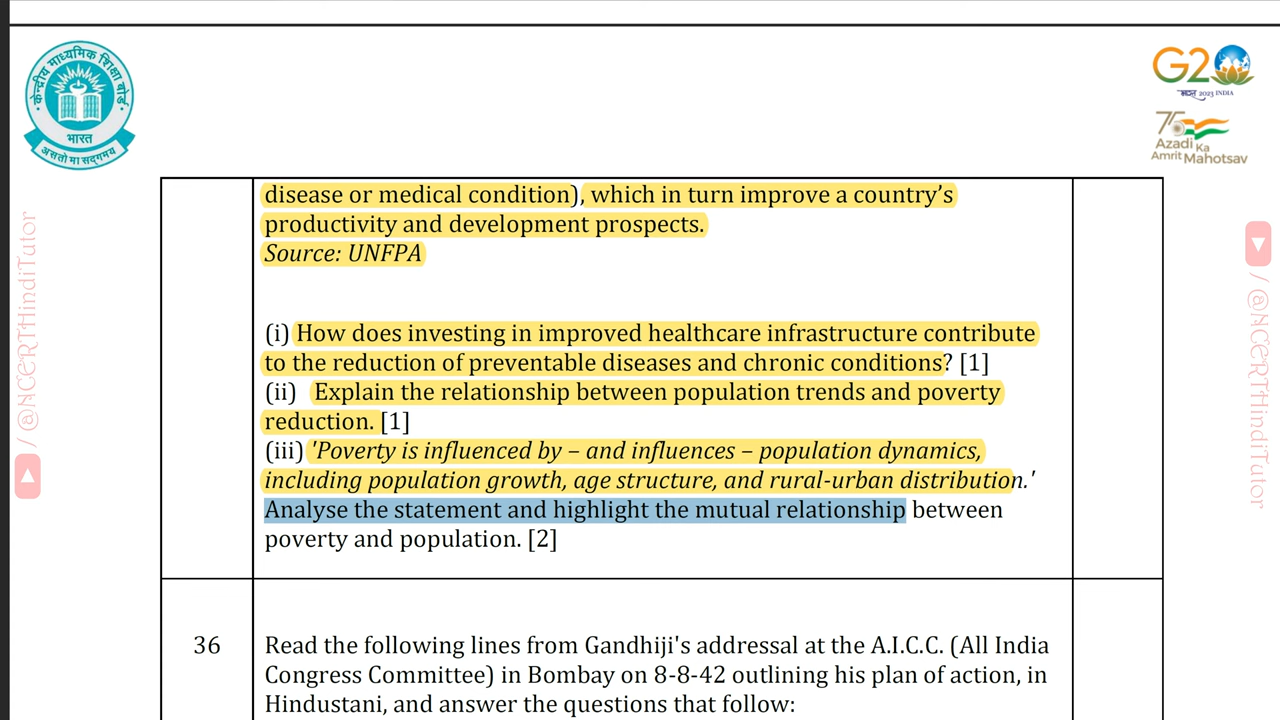 केन्द्रीय माध्यमिक शिक्षा बोर्ड
भारत
असतो मा सद्गमय
G20
भारत 2023 INDIA
75
Azadi Ka
Amrit Mahotsav
disease or medical condition), which in turn improve a country’s
productivity and development prospects.
Source: UNFPA
(i) How does investing in improved healthcare infrastructure contribute
to the reduction of preventable diseases and chronic conditions? [1]
(ii) Explain the relationship between population trends and poverty
reduction. [1]
(iii) 'Poverty is influenced by – and influences – population dynamics,
including population growth, age structure, and rural-urban distribution.'
Analyse the statement and highlight the mutual relationship between
poverty and population. [2]
36
Read the following lines from Gandhiji's addressal at the A.I.C.C. (All India
Congress Committee) in Bombay on 8-8-42 outlining his plan of action, in
Hindustani, and answer the questions that follow:
/ @NCERTHindiTutor
/ @NCERTHindiTutor